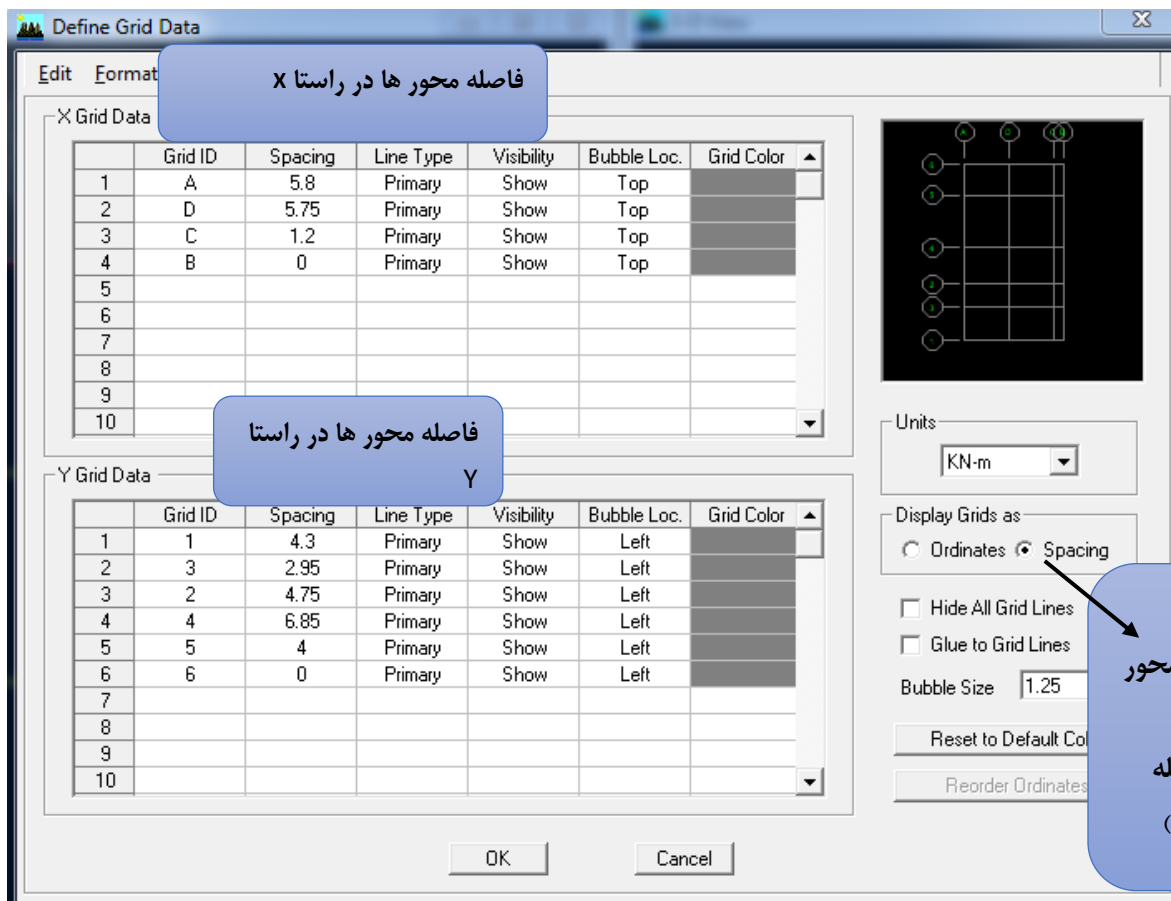 Define Grid Data
Edit Format
فاصله محور ها در راستا X
X Grid Data
Grid ID Spacing Line Type Visibility Bubble Loc. Grid Color
1 A 5.8 Primary Show Top
2 D 5.75 Primary Show Top
3 C 1.2 Primary Show Top
4 B 0 Primary Show Top
5
6
7
8
9
10
فاصله محور ها در راستا
Y
Y Grid Data
Grid ID Spacing Line Type Visibility Bubble Loc. Grid Color
1 1 4.3 Primary Show Left
2 3 2.95 Primary Show Left
3 2 4.75 Primary Show Left
4 4 6.85 Primary Show Left
5 5 4 Primary Show Left
6 6 0 Primary Show Left
7
8
9
10
Units
KN-m
Display Grids as
Ordinates Spacing
Hide All Grid Lines
Glue to Grid Lines
Bubble Size 1.25
Reset to Default Col
Reorder Ordinates
محور
OK Cancel